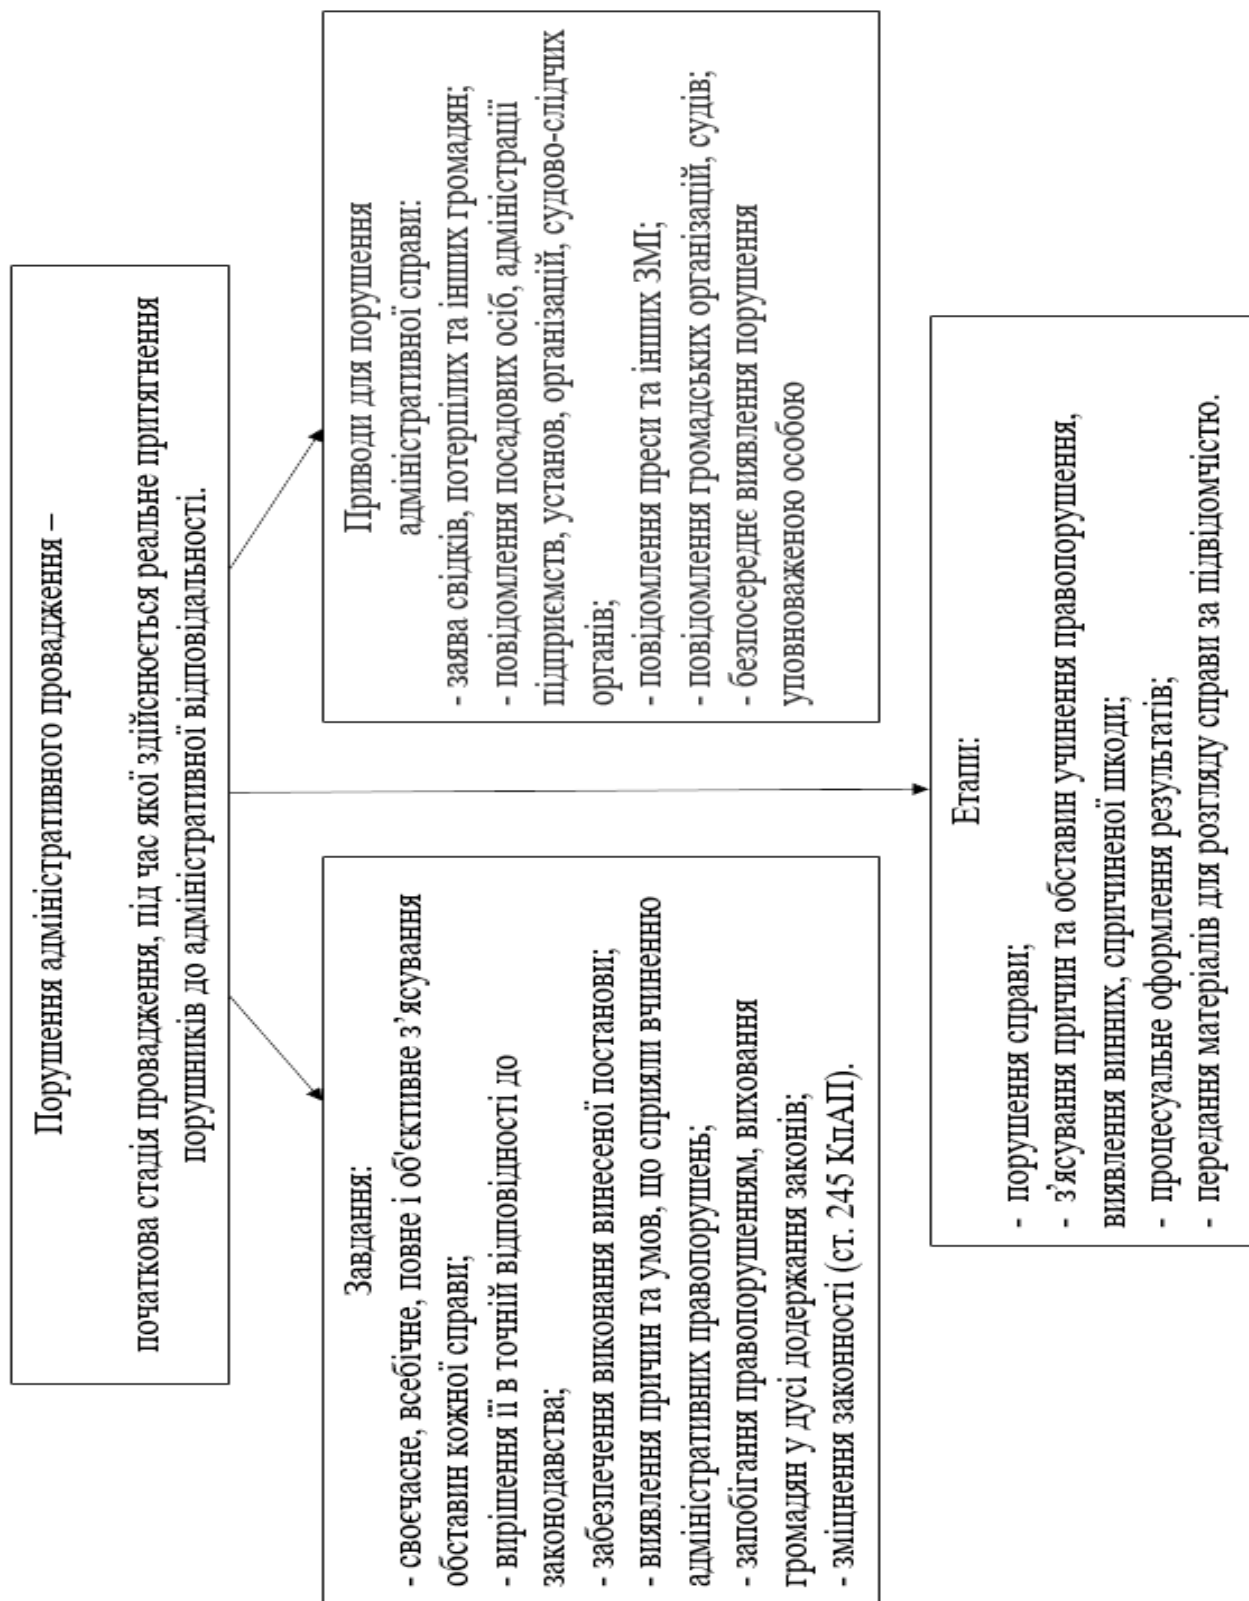 Порушення адміністративного провадження –
початкова стадія провадження, під час якої здійснюється реальне притягнення
порушників до адміністративної відповідальності.
Завдання:
- своєчасне, всебічне, повне і об'єктивне з’ясування
обставин кожної справи;
- вирішення її в точній відповідності до
законодавства;
- забезпечення виконання винесеної постанови;
- виявлення причин та умов, що сприяли вчиненню
адміністративних правопорушень;
- запобігання правопорушенням, виховання
громадян у дусі додержання законів;
- зміцнення законності (ст. 245 КпАП).
Приводи для порушення
адміністративної справи:
- заява свідків, потерпілих та інших громадян;
- повідомлення посадових осіб, адміністрації
підприємств, установ, організацій, судово-слідчих
органів;
- повідомлення преси та інших ЗМІ;
- повідомлення громадських організацій, судів;
- безпосереднє виявлення порушення
уповноваженою особою
Етапи:
- порушення справи;
- з’ясування причин та обставин учинення правопорушення,
виявлення винних, спричиненої шкоди;
- процесуальне оформлення результатів;
- передання матеріалів для розгляду справи за підвідомчістю.